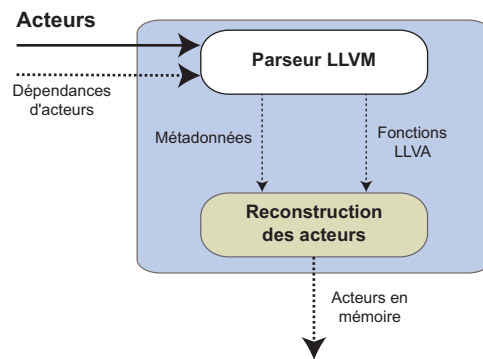 Acteurs
Parseur LLVM
Dépendances
d'acteurs
Métadonnées
Fonctions
LLVA
Reconstruction
des acteurs
Acteurs en
mémoire